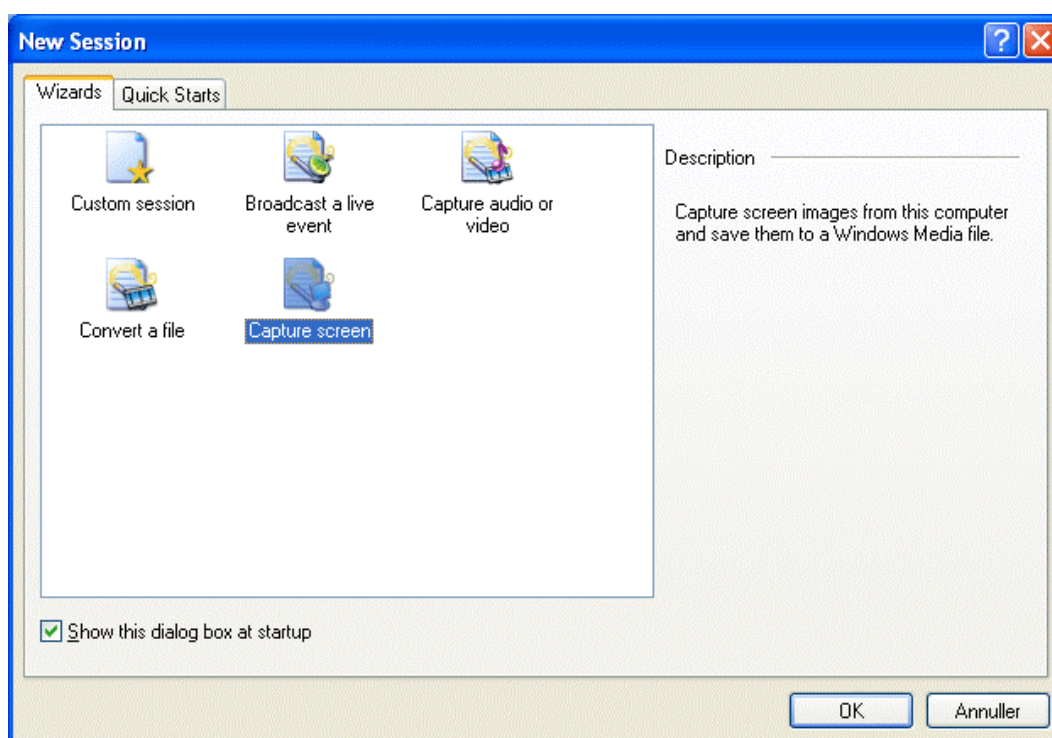 New Session
Wizards
Quick Starts
Custom session
Broadcast a live
event
Capture audio or
video
Convert a file
Capture screen
Description
Capture screen images from this computer
and save them to a Windows Media file.
Show this dialog box at startup
OK
Annuller